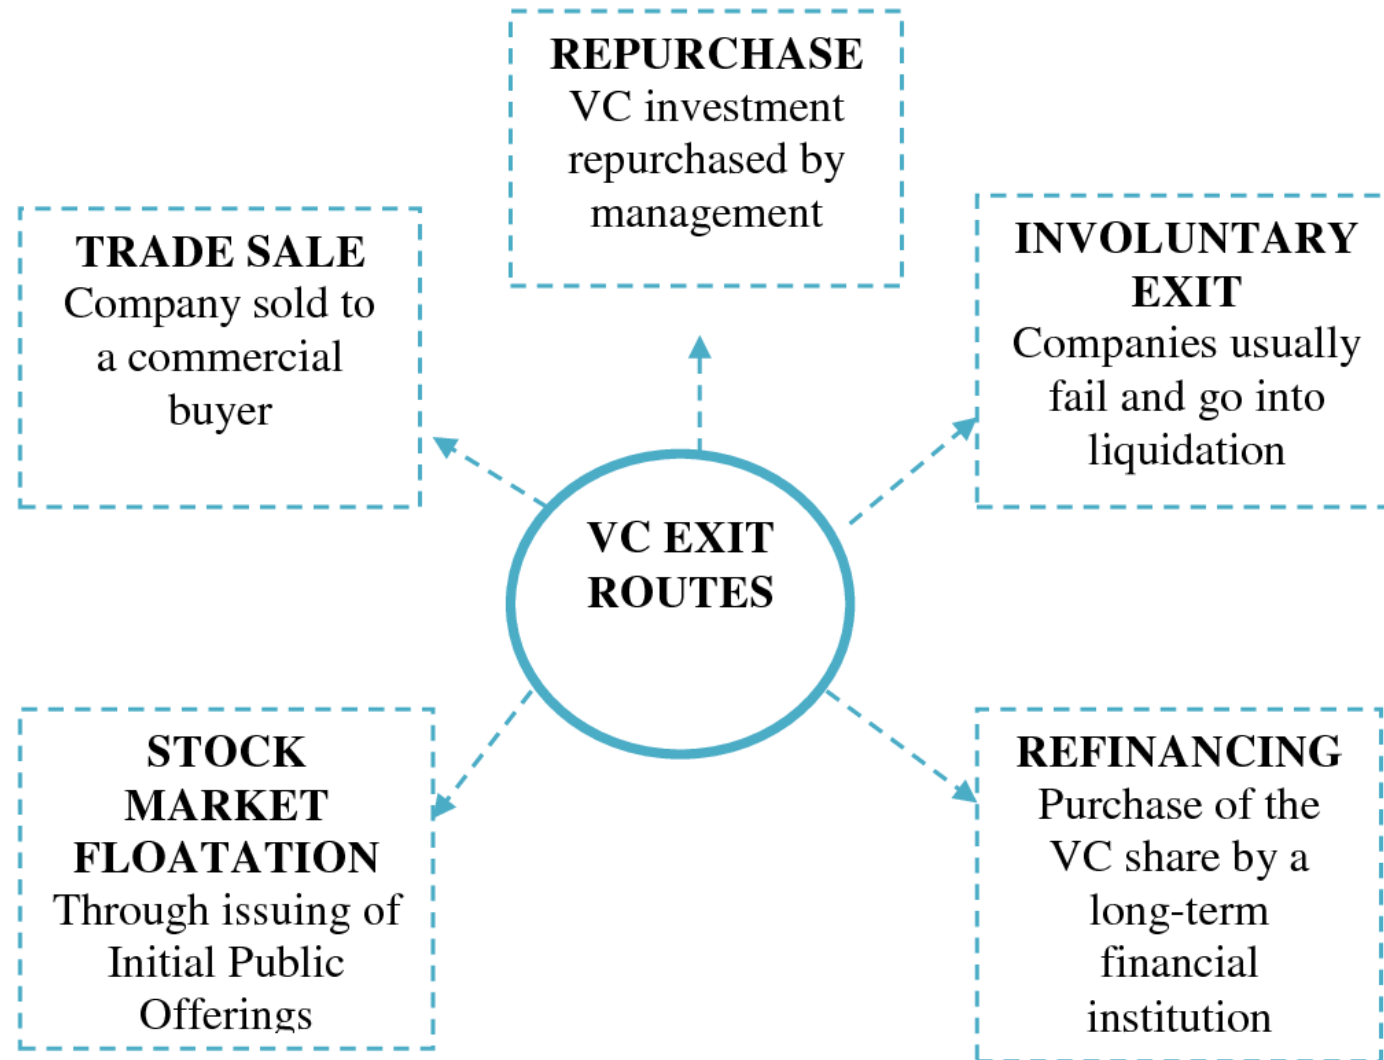 REPURCHASE
VC investment
repurchased by
management
TRADE SALE
Company sold to
a commercial
buyer
INVOLUNTARY
EXIT
Companies usually
fail and go into
liquidation
VC EXIT
ROUTES
STOCK
MARKET
FLOATATION
Through issuing of
Initial Public
Offerings
REFINANCING
Purchase of the
VC share by a
long-term
financial
institution